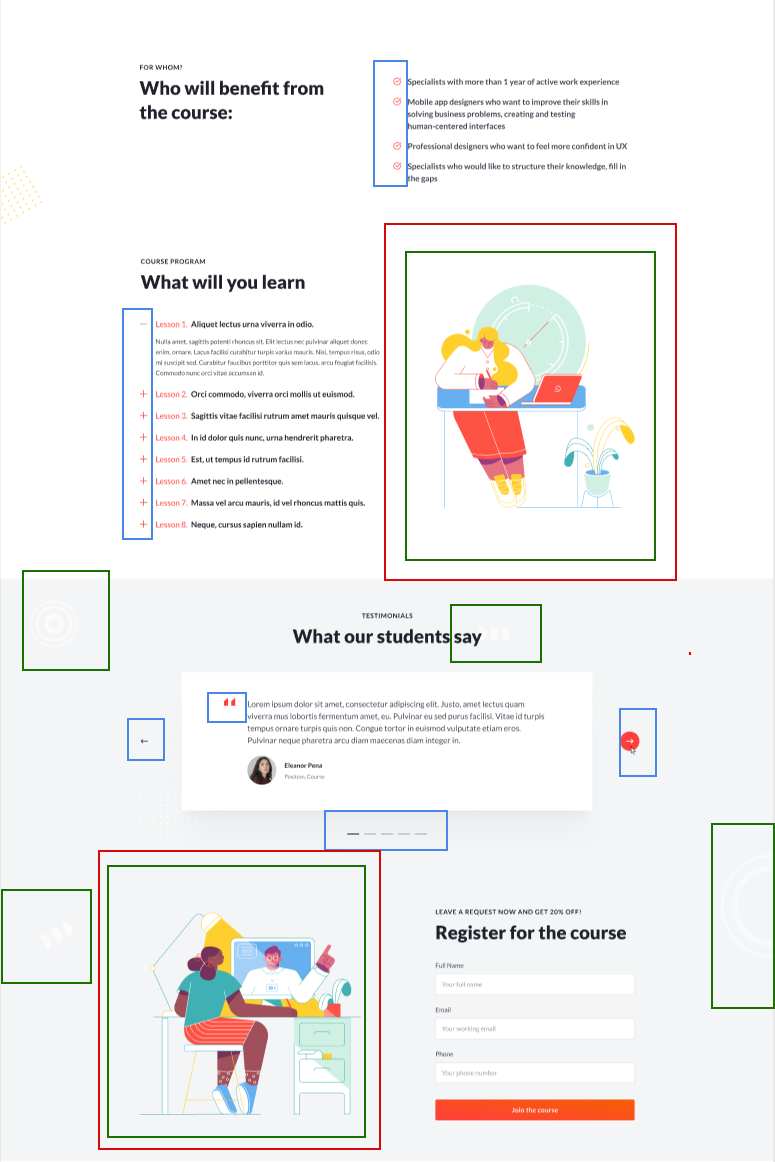 FOR WHOM?
Who will benefit from
the course:
Specialists with more than 1 year of active work experience
Mobile app designers who want to improve their skills in
solving business problems, creating and testing
human-centered interfaces
Professional designers who want to feel more confident in UX
Specialists who would like to structure their knowledge, fill in
the gaps
COURSE PROGRAM
What will you learn
Lesson 1. Aliquet lectus urna viverra in odio.
Nulla amet, sagittis potenti rhoncus sit. Elit lectus nec pulvinar aliquet donec
enim, ornare. Lacus facilisi curabitur turpis varius mauris. Nisi, tempus risus, odio
mi suscipit sed. Curabitur faucibus porttitor quis sem lacus, arcu feugiat facilisis.
Commodo nunc orci vitae accumsan id.
Lesson 2. Orci commodo, viverra orci mollis ut euismod.
Lesson 3. Sagittis vitae facilisi rutrum amet mauris quisque vel.
Lesson 4. In id dolor quis nunc, urna hendrerit pharetra.
Lesson 5. Est, ut tempus id rutrum facilisi.
Lesson 6. Amet nec in pellentesque.
Lesson 7. Massa vel arcu mauris, id vel rhoncus mattis quis.
Lesson 8. Neque, cursus sapien nullam id.
TESTIMONIALS
What our students say
Lorem ipsum dolor sit amet, consectetur adipiscing elit. Justo, amet lectus quam
viverra mus lobortis fermentum amet, eu. Pulvinar eu sed purus facilisi. Vitae id turpis
tempus ornare turpis quis non. Congue tortor in euismod vulputate etiam eros.
Pulvinar neque pharetra arcu diam maecenas diam integer in.
Eleanor Pena
Position, Course
LEAVE A REQUEST NOW AND GET 20% OFF!
Register for the course
Full Name
Your full name
Email
Your working email
Phone
Your phone number
Join the course